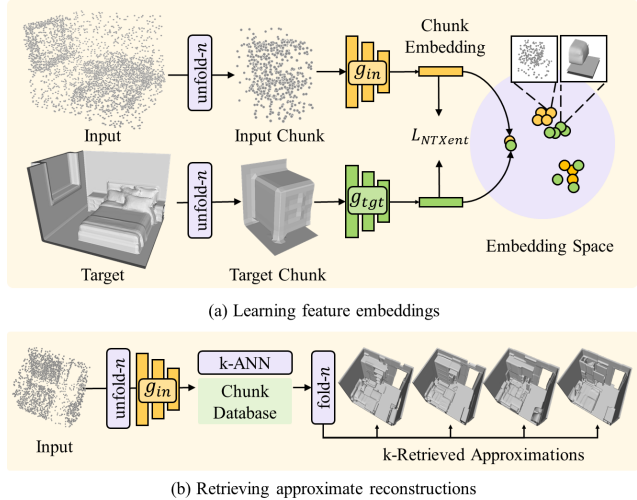 Input
unfold-n
Input Chunk
g_in
Chunk
Embedding
L_NTXent
Target
unfold-n
Target Chunk
g_tgt
Embedding Space
(a) Learning feature embeddings
Input
unfold-n
g_in
k-ANN
Chunk
Database
fold-n
k-Retrieved Approximations
(b) Retrieving approximate reconstructions